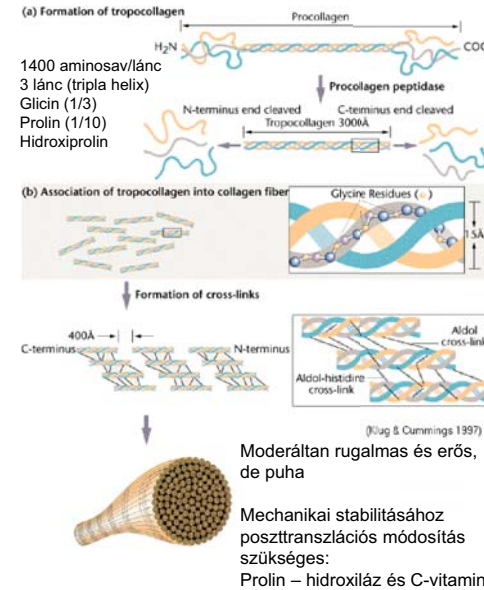 (a) Formation of tropocollagen
Procollagen
H₂N
COO
1400 aminosav/lánc
3 lánc (tripla helix)
Glicin (1/3)
Prolin (1/10)
Hidroxiprolin
Procollagen peptidase
N-terminus end cleaved
C-teminus end cleaved
Tropocollagen 3000Å
(b) Association of tropocollagen into collagen fiber
Glycire Residues ( )
15Å
Formation of cross-links
400Å
C-terminus
N-terminus
Aldol
cross-link
Aldol-histidire
cross-link
(Klug & Cummings 1997)
Moderáltan rugalmas és erős,
de puha
Mechanikai stabilitásához
poszttranszlációs módosítás
szükséges:
Prolin – hidroxiláz és C-vitamin